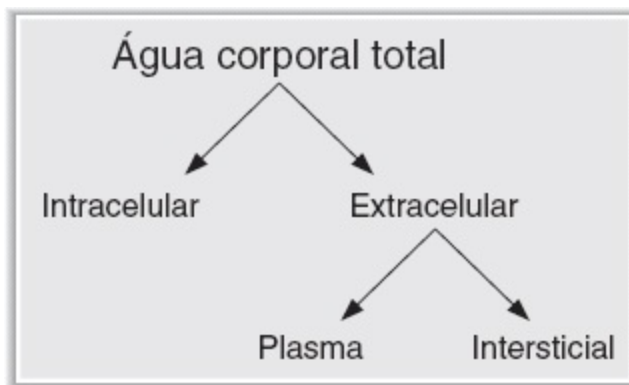 Água corporal total
Intracelular Extracelular
Plasma Intersticial